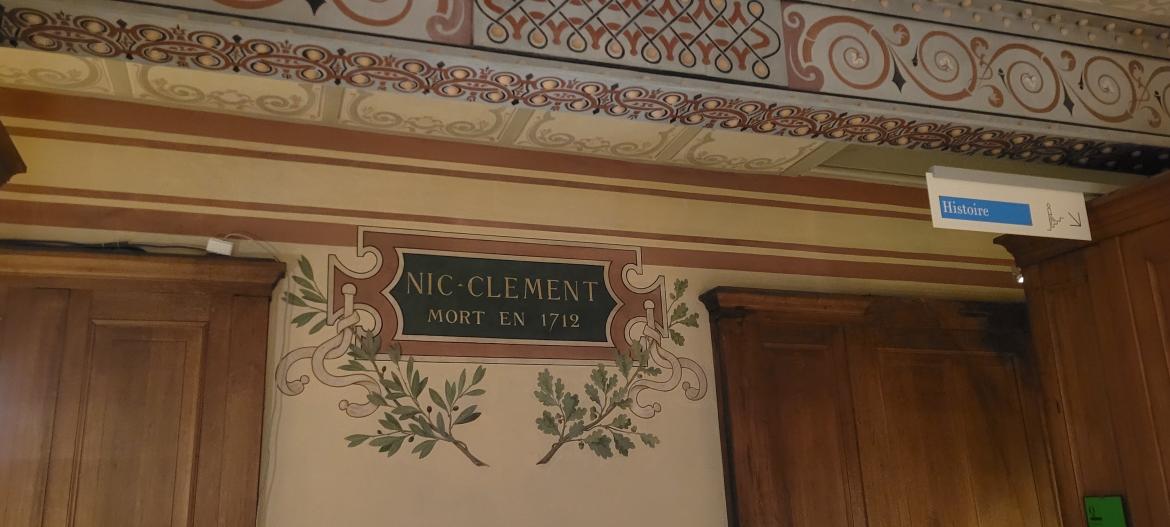 Histoire
NIC·CLEMENT
MORT EN 1712